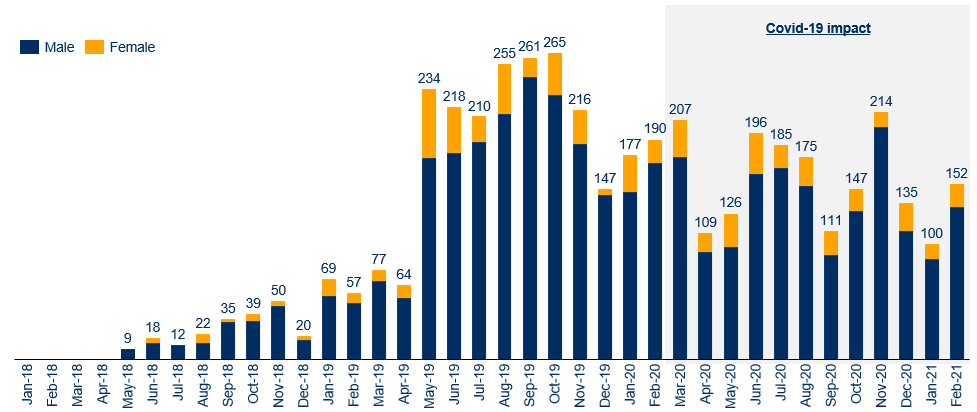 Covid-19 impact
Male Female
9
18
12
22
35
39
50
20
69
57
77
64
234
218
210
255
261
265
216
147
177
190
207
109
126
196
185
175
111
147
214
135
100
152
Jan-18
Feb-18
Mar-18
Apr-18
May-18
Jun-18
Jul-18
Aug-18
Sep-18
Oct-18
Nov-18
Dec-18
Jan-19
Feb-19
Mar-19
Apr-19
May-19
Jun-19
Jul-19
Aug-19
Sep-19
Oct-19
Nov-19
Dec-19
Jan-20
Feb-20
Mar-20
Apr-20
May-20
Jun-20
Jul-20
Aug-20
Sep-20
Oct-20
Nov-20
Dec-20
Jan-21
Feb-21